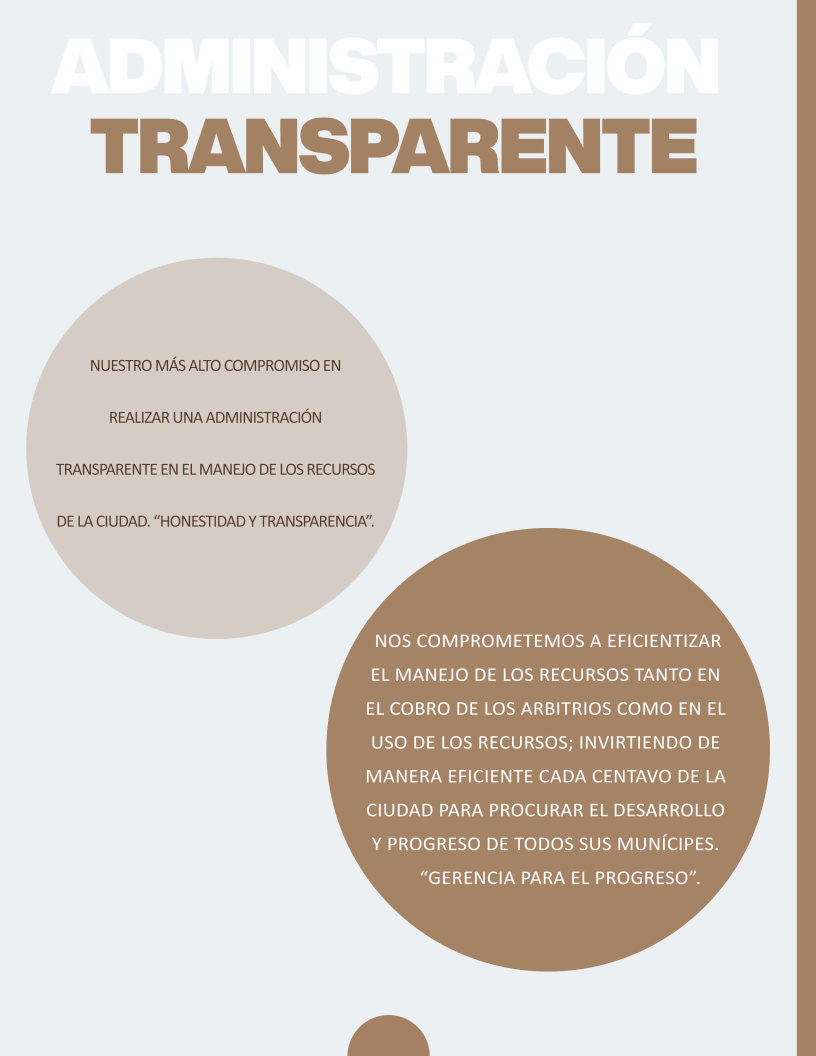 ADMINISTRACIÓN
TRANSPARENTE
NUESTRO MÁS ALTO COMPROMISO EN
REALIZAR UNA ADMINISTRACIÓN
TRANSPARENTE EN EL MANEJO DE LOS RECURSOS
DE LA CIUDAD. “HONESTIDAD Y TRANSPARENCIA”.
NOS COMPROMETEMOS A EFICIENTIZAR
EL MANEJO DE LOS RECURSOS TANTO EN
EL COBRO DE LOS ARBITRIOS COMO EN EL
USO DE LOS RECURSOS; INVIRTIENDO DE
MANERA EFICIENTE CADA CENTAVO DE LA
CIUDAD PARA PROCURAR EL DESARROLLO
Y PROGRESO DE TODOS SUS MUNÍCIPES.
“GERENCIA PARA EL PROGRESO”.